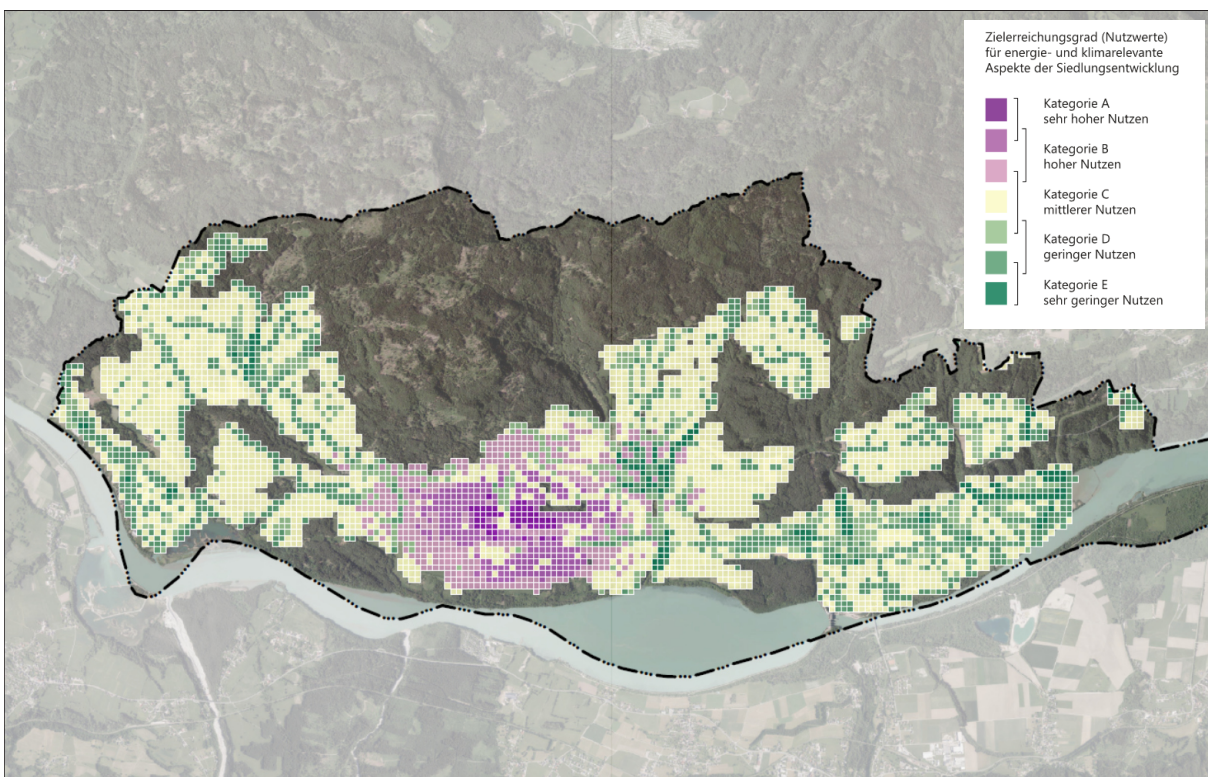 Zielerreichungsgrad (Nutzwerte)
für energie- und klimarelevante
Aspekte der Siedlungsentwicklung
Kategorie A
sehr hoher Nutzen
Kategorie B
hoher Nutzen
Kategorie C
mittlerer Nutzen
Kategorie D
geringer Nutzen
Kategorie E
sehr geringer Nutzen